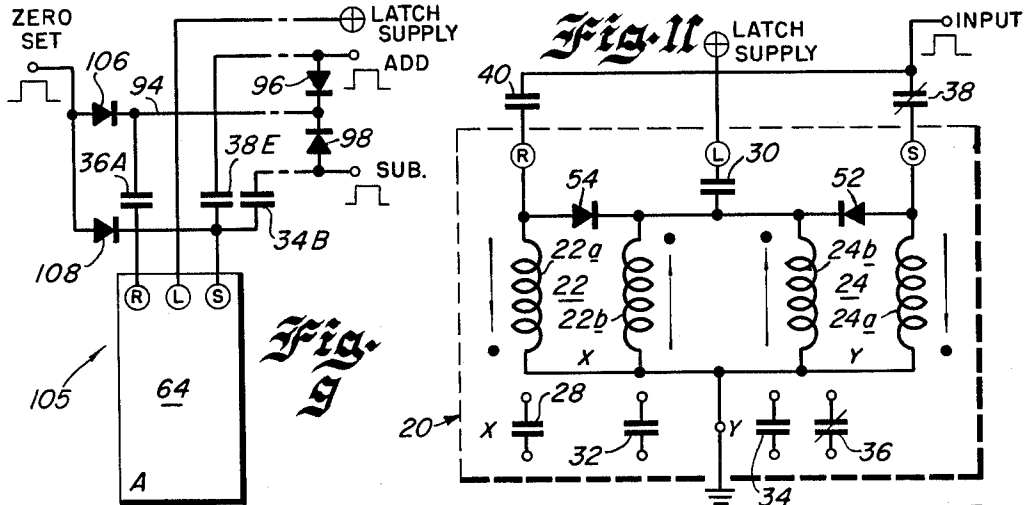 ZERO
SET
LATCH
SUPPLY
106
94
96
ADD
36A
38E
98
SUB.
34B
108
R L S
105
64
A
Fig.
9
Fig. 11
LATCH
SUPPLY
INPUT
40
38
R L S
30
54
52
22a
22
22b
24b
24
24a
X
Y
20
X
28
32
Y
34
36